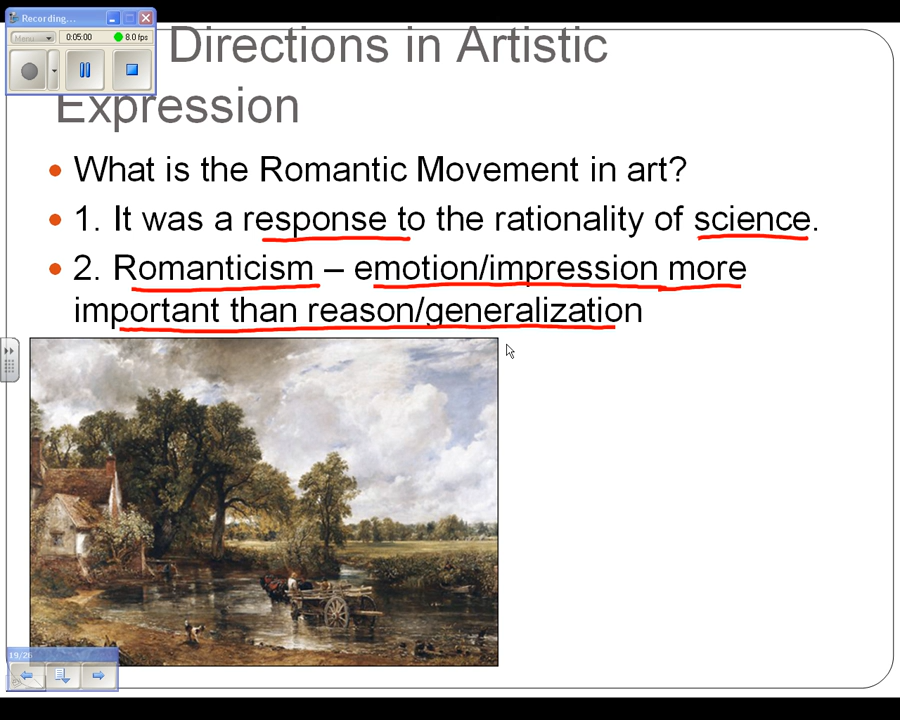 Recording...
Menu
0:05:00
8.0 fps
Directions in Artistic
Expression
What is the Romantic Movement in art?
1. It was a response to the rationality of science.
2. Romanticism – emotion/impression more
important than reason/generalization